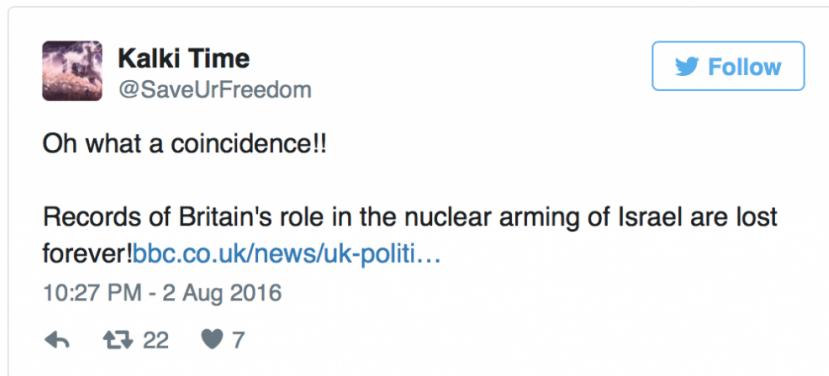 Kalki Time
@SaveUrFreedom
Follow
Oh what a coincidence!!
Records of Britain's role in the nuclear arming of Israel are lost
forever!bbc.co.uk/news/uk-politi…
10:27 PM - 2 Aug 2016
22 7